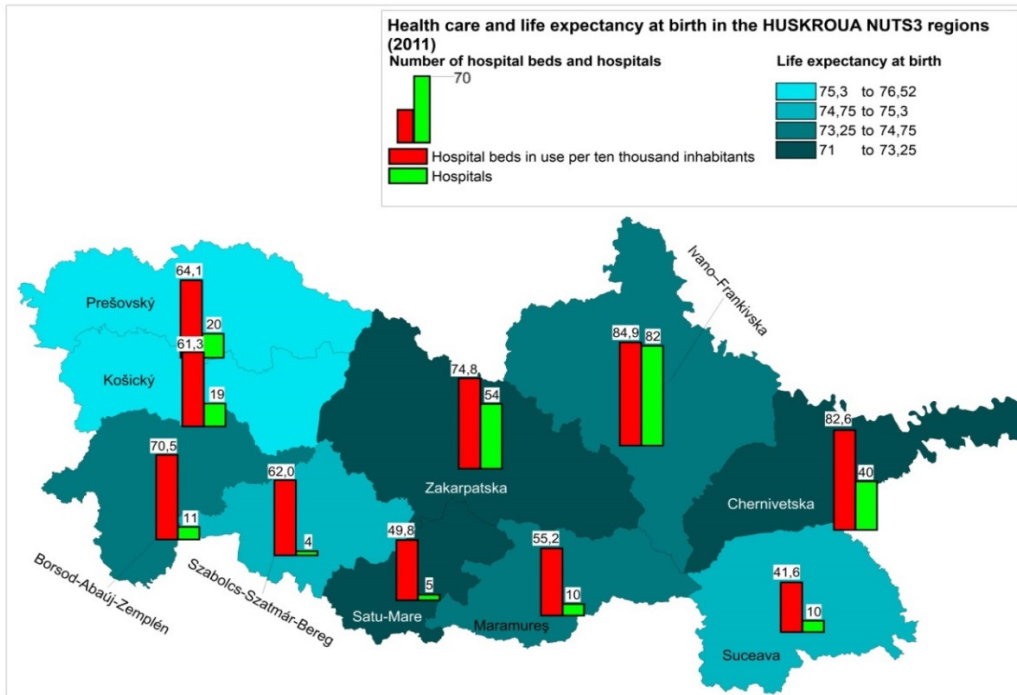 Health care and life expectancy at birth in the HUSKROUA NUTS3 regions
(2011)
Number of hospital beds and hospitals
70
Hospital beds in use per ten thousand inhabitants
Hospitals
Life expectancy at birth
75,3 to 76,52
74,75 to 75,3
73,25 to 74,75
71 to 73,25
Ivano–Frankivska
64,1
Prešovský
20
61,3
Košický
19
84,9
82
74,8
54
82,6
40
70,5
11
62,0
4
Zakarpatska
Chernivetska
49,8
5
55,2
10
41,6
10
Borsod-Abaúj-Zemplén
Szabolcs-Szatmár-Bereg
Satu-Mare
Maramureş
Suceava